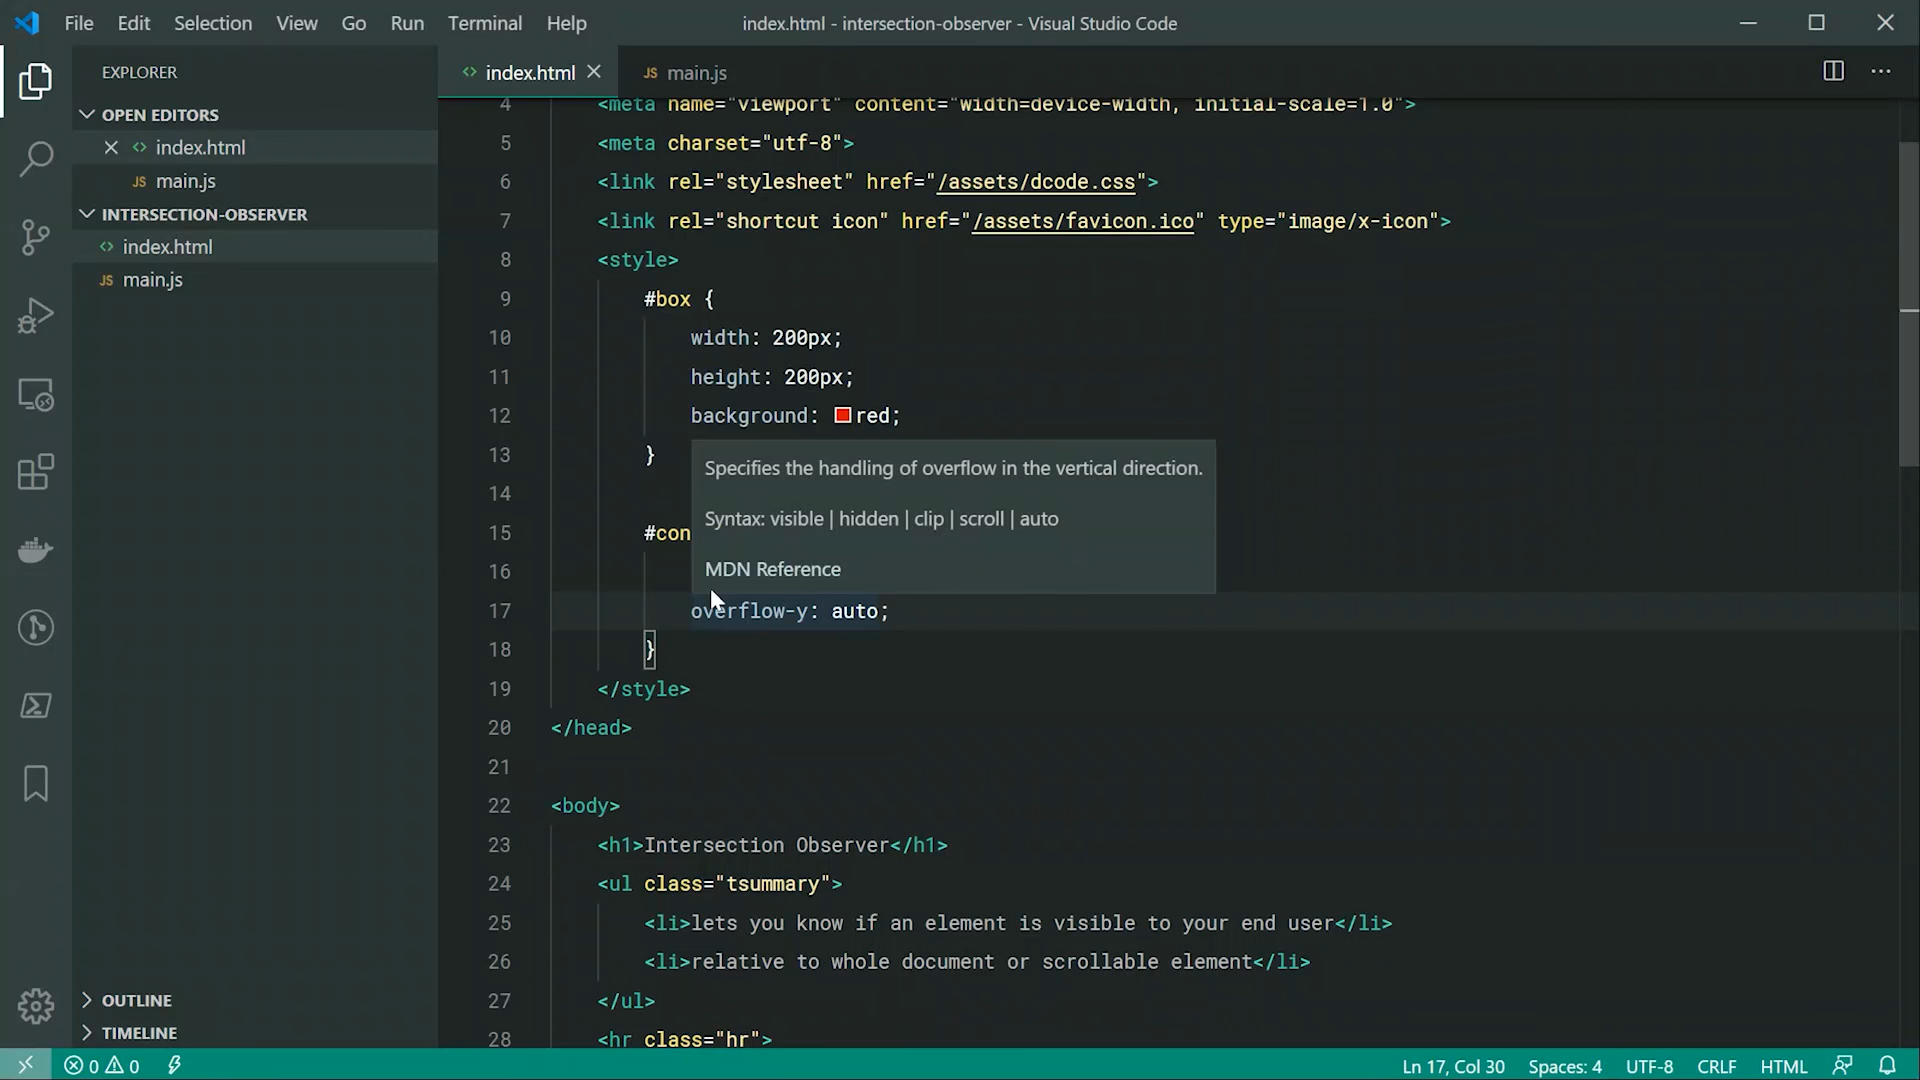 File Edit Selection View Go Run Terminal Help
index.html - intersection-observer - Visual Studio Code
EXPLORER
OPEN EDITORS
index.html
JS main.js
INTERSECTION-OBSERVER
index.html
JS main.js
OUTLINE
TIMELINE
index.html
JS main.js
4 <meta name="viewport" content="width=device-width, initial-scale=1.0">
5 <meta charset="utf-8">
6 <link rel="stylesheet" href="/assets/dcode.css">
7 <link rel="shortcut icon" href="/assets/favicon.ico" type="image/x-icon">
8 <style>
9 #box {
10 width: 200px;
11 height: 200px;
12 background: red;
13 }
14
15 #con
16
17 overflow-y: auto;
18 }
19 </style>
20 </head>
21
22 <body>
23 <h1>Intersection Observer</h1>
24 <ul class="tsummary">
25 <li>lets you know if an element is visible to your end user</li>
26 <li>relative to whole document or scrollable element</li>
27 </ul>
28 <hr class="hr">
Specifies the handling of overflow in the vertical direction.
Syntax: visible | hidden | clip | scroll | auto
MDN Reference
0 0
Ln 17, Col 30 Spaces: 4 UTF-8 CRLF HTML